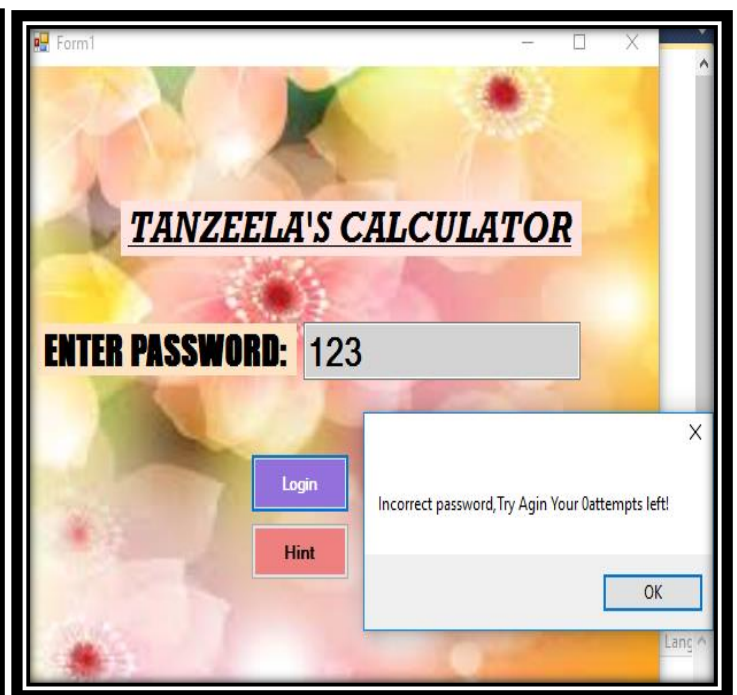 Form1
TANZEELA'S CALCULATOR
ENTER PASSWORD: 123
Login
Incorrect password,Try Agin Your 0attempts left!
Hint
OK
Lang